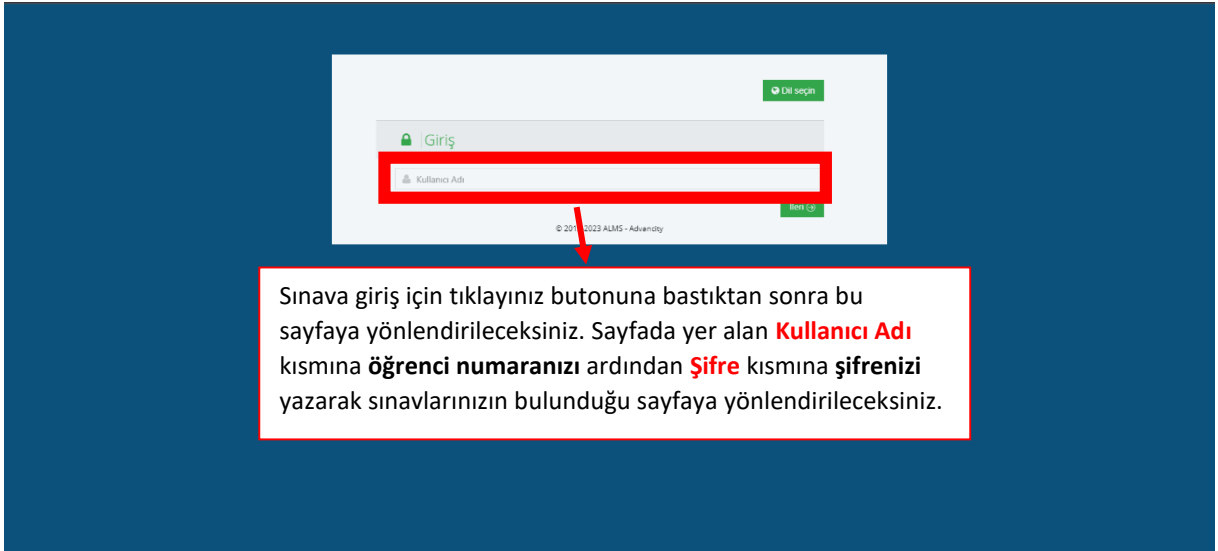 Dil seçin
Giriş
Kullanıcı Adı
İleri
2023 ALMS - Advancity
Sınava giriş için tıklayınız butonuna bastıktan sonra bu
sayfaya yönlendirileceksiniz. Sayfada yer alan Kullanıcı Adı
kısmına öğrenci numaranızı ardından Şifre kısmına şifrenizi
yazarak sınavlarınızın bulunduğu sayfaya yönlendirileceksiniz.